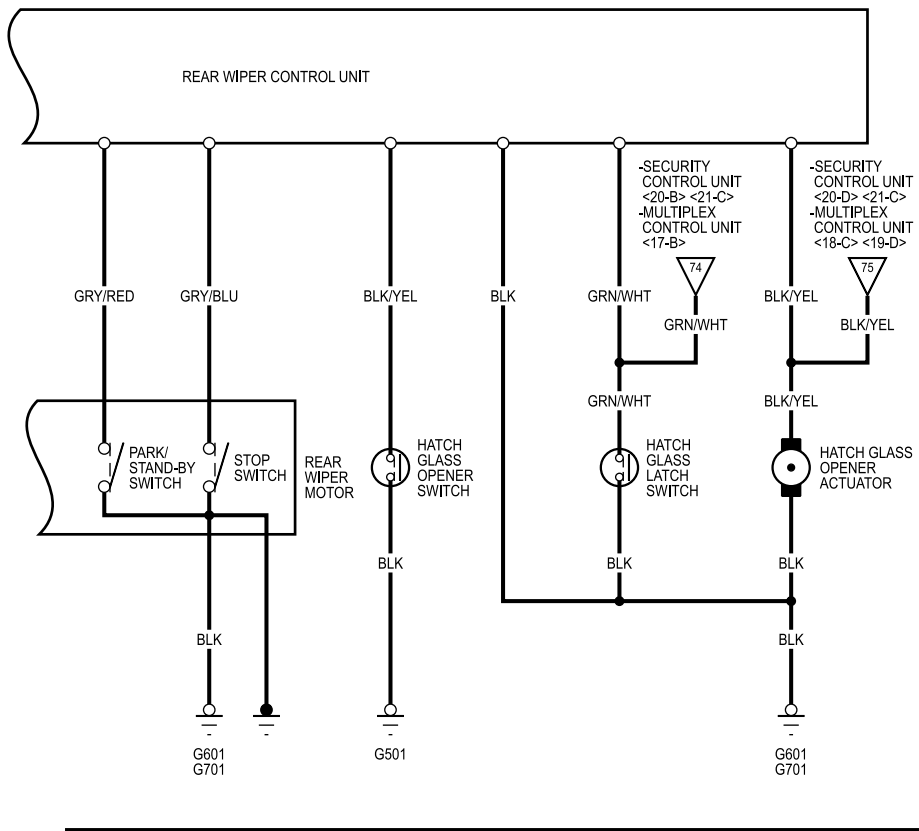 REAR WIPER CONTROL UNIT
-SECURITY
CONTROL UNIT
<20-B> <21-C>
-MULTIPLEX
CONTROL UNIT
<17-B>
74
-SECURITY
CONTROL UNIT
<20-D> <21-C>
-MULTIPLEX
CONTROL UNIT
<18-C> <19-D>
75
GRY/RED
GRY/BLU
BLK/YEL
BLK
GRN/WHT
BLK/YEL
GRN/WHT
BLK/YEL
GRN/WHT
BLK/YEL
PARK/
STAND-BY
SWITCH
STOP
SWITCH
REAR
WIPER
MOTOR
HATCH
GLASS
OPENER
SWITCH
HATCH
GLASS
LATCH
SWITCH
HATCH GLASS
OPENER
ACTUATOR
BLK
BLK
BLK
BLK
BLK
G601
G701
G501
G601
G701